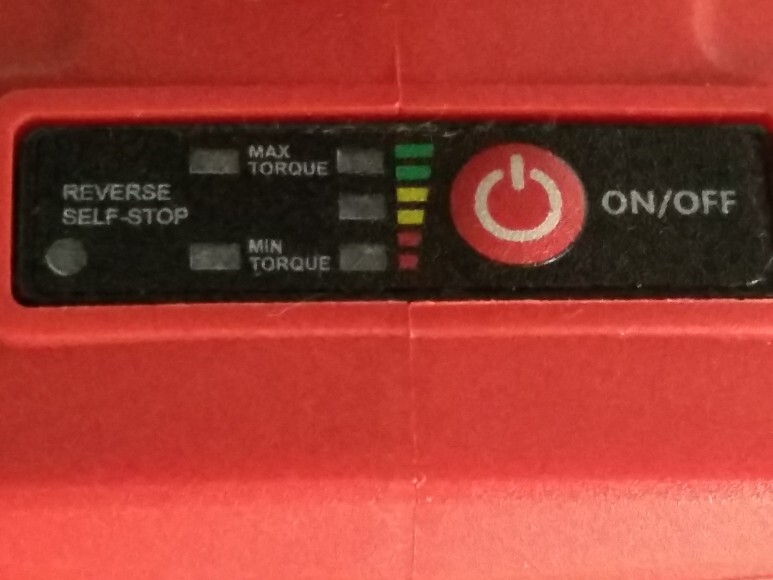 REVERSE
SELF-STOP
MAX
TORQUE
MIN
TORQUE
ON/OFF